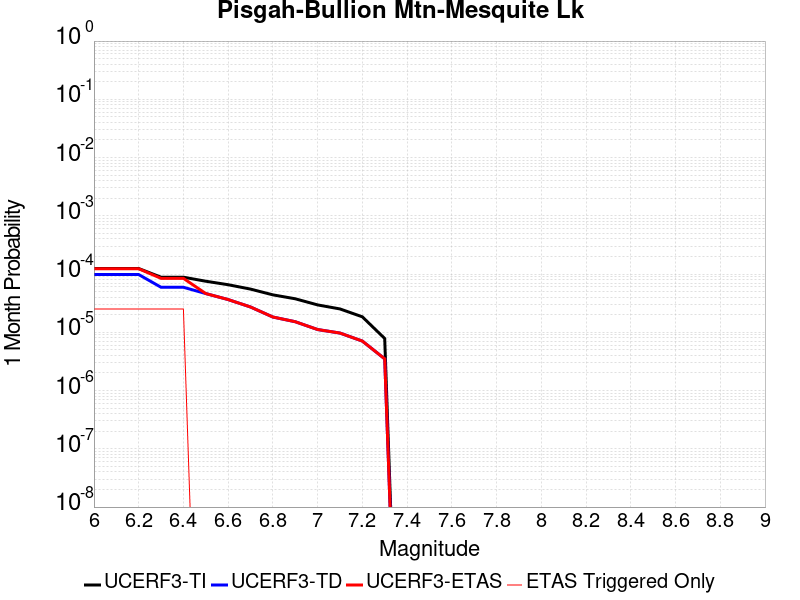 Pisgah-Bullion Mtn-Mesquite Lk
10^0
10^-1
10^-2
10^-3
10^-4
10^-5
10^-6
10^-7
10^-8
1 Month Probability
6 6.2 6.4 6.6 6.8 7 7.2 7.4 7.6 7.8 8 8.2 8.4 8.6 8.8 9
Magnitude
UCERF3-TI UCERF3-TD UCERF3-ETAS ETAS Triggered Only